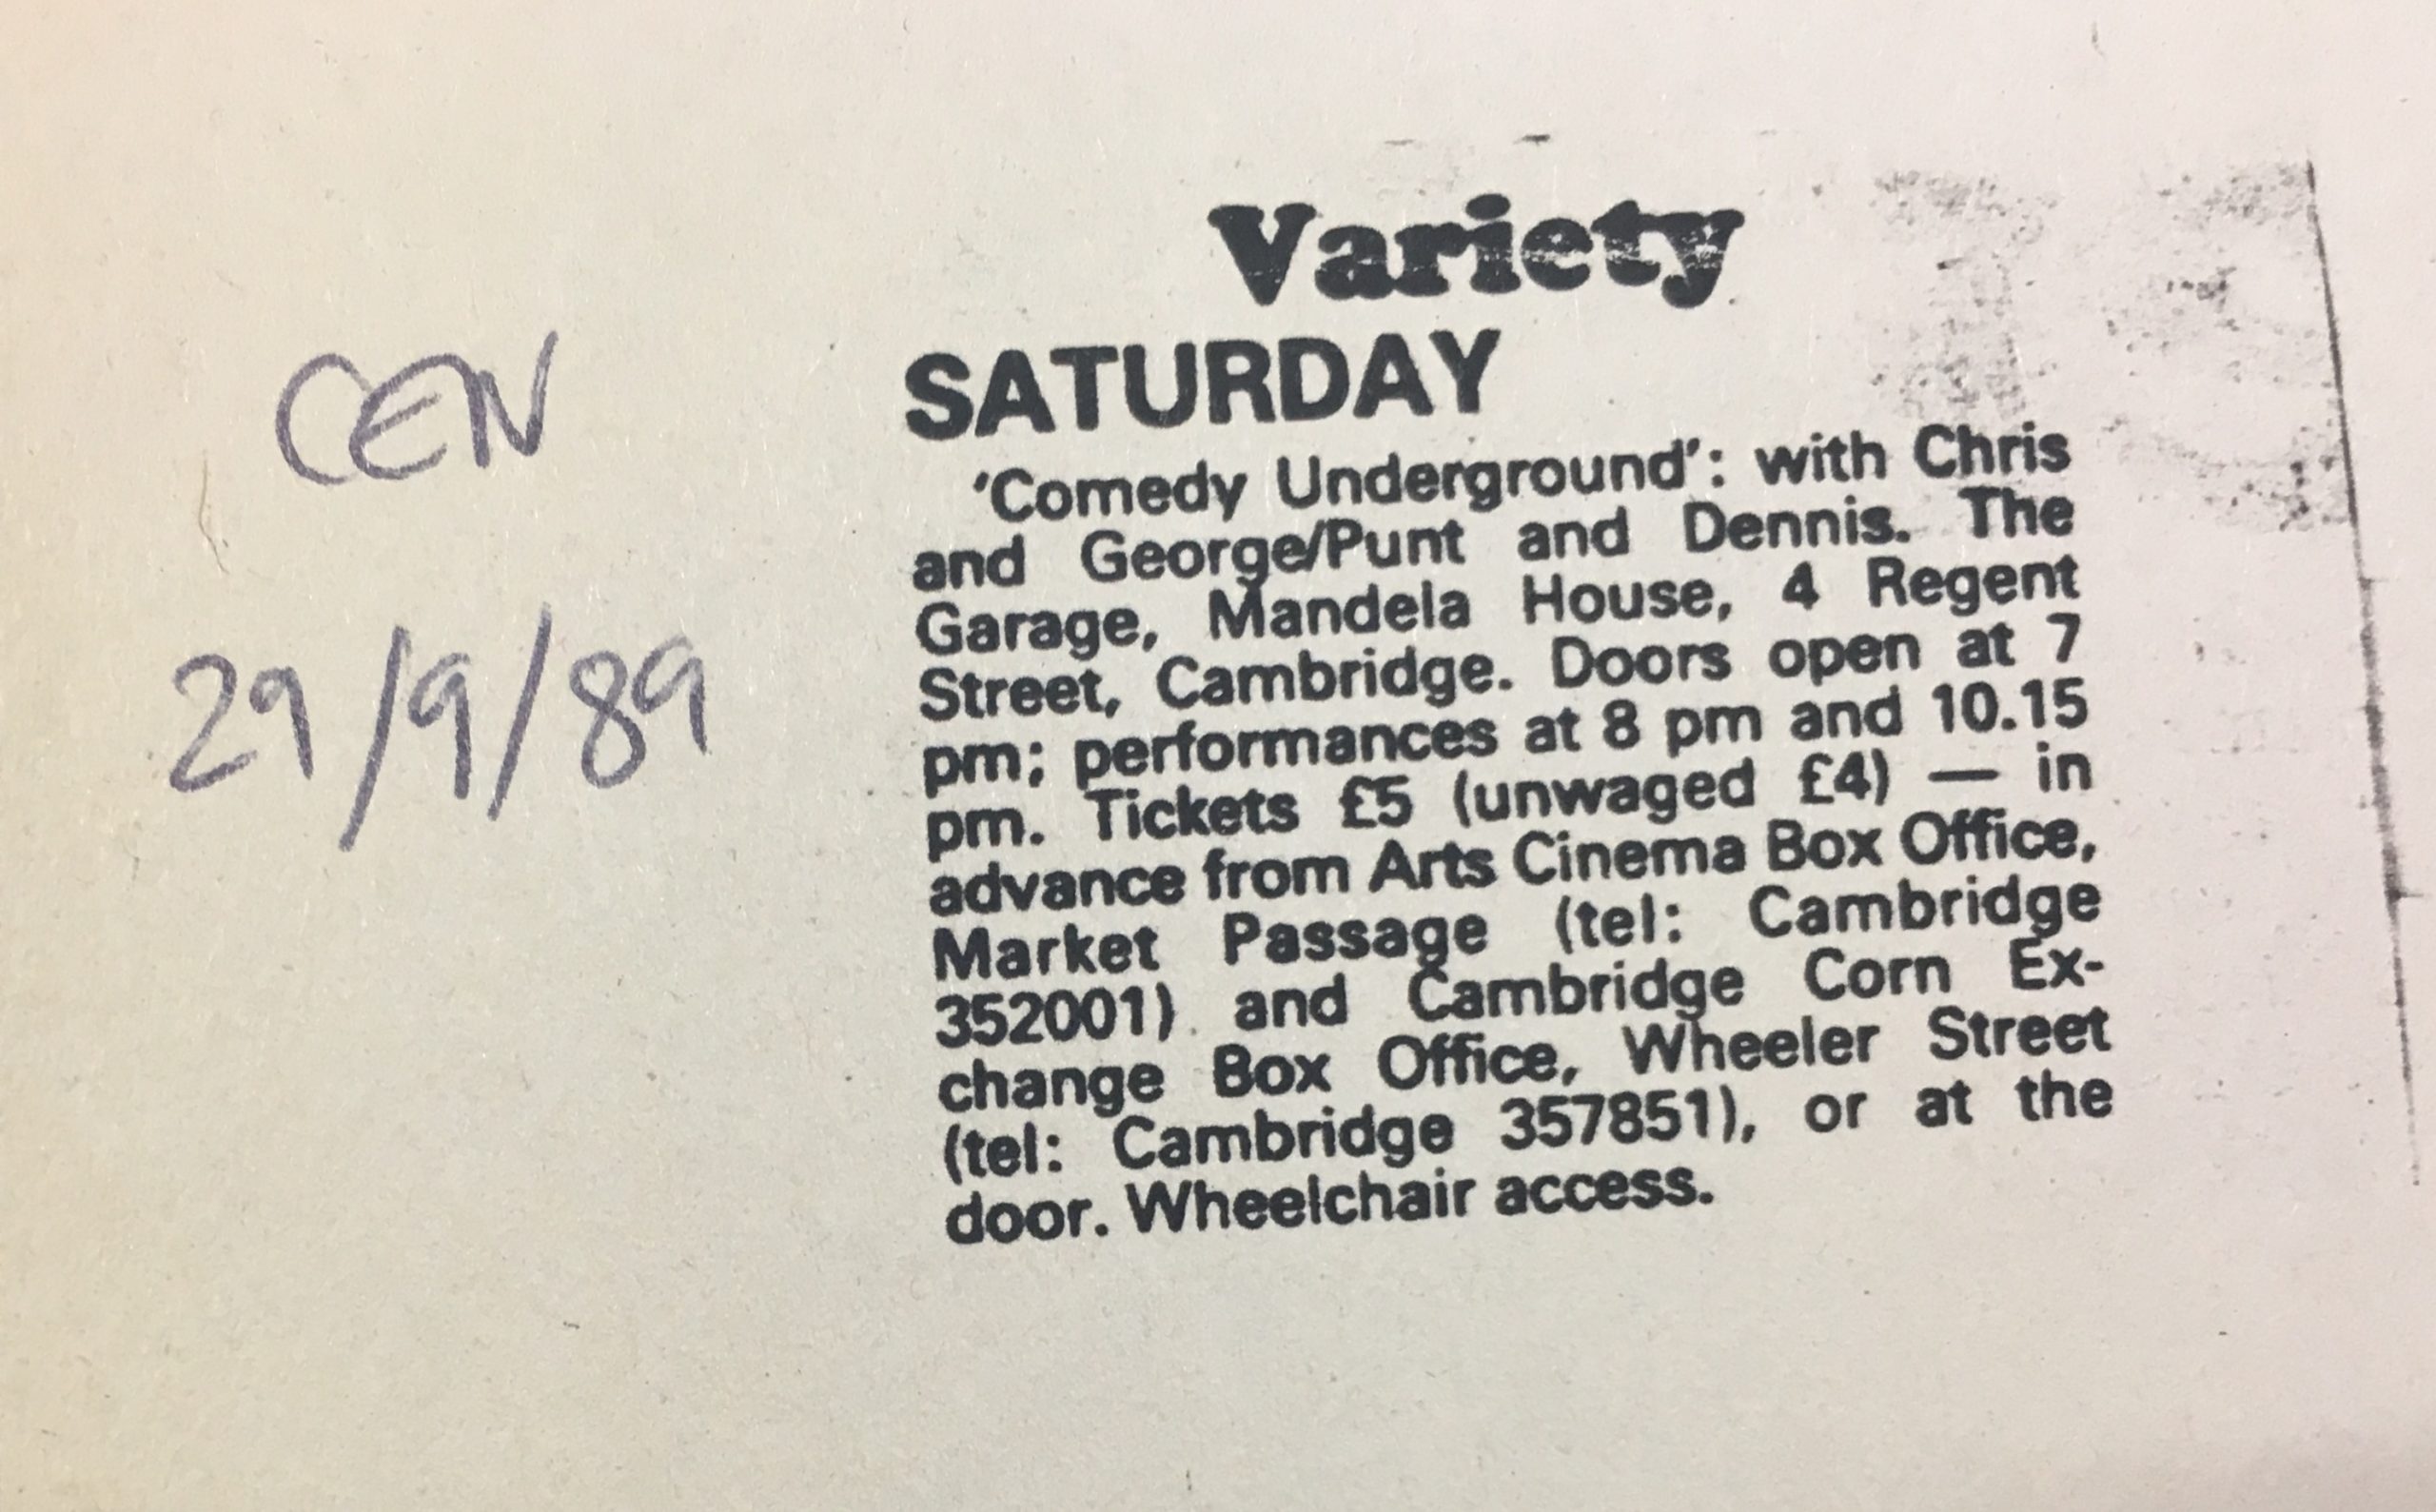 CEN
29/9/89
Variety
SATURDAY
'Comedy Underground': with Chris
and George/Punt and Dennis. The
Garage, Mandela House, 4 Regent
Street, Cambridge. Doors open at 7
pm; performances at 8 pm and 10.15
pm. Tickets £5 (unwaged £4) — in
advance from Arts Cinema Box Office,
Market Passage (tel: Cambridge
352001) and Cambridge Corn Ex-
change Box Office, Wheeler Street
(tel: Cambridge 357851), or at the
door. Wheelchair access.